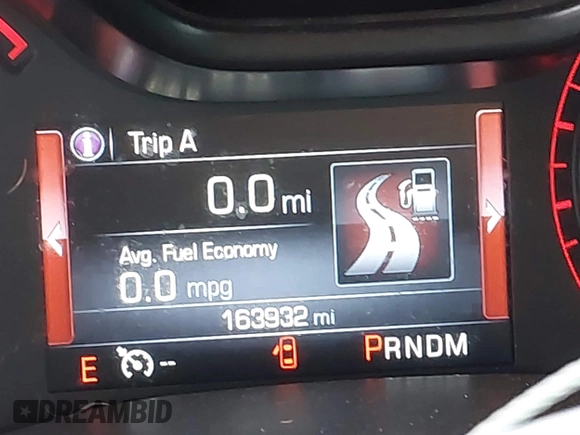 Trip A
0.0 mi
Avg. Fuel Economy
0.0 mpg
163932 mi
E -- PRNDM
DREAMBID